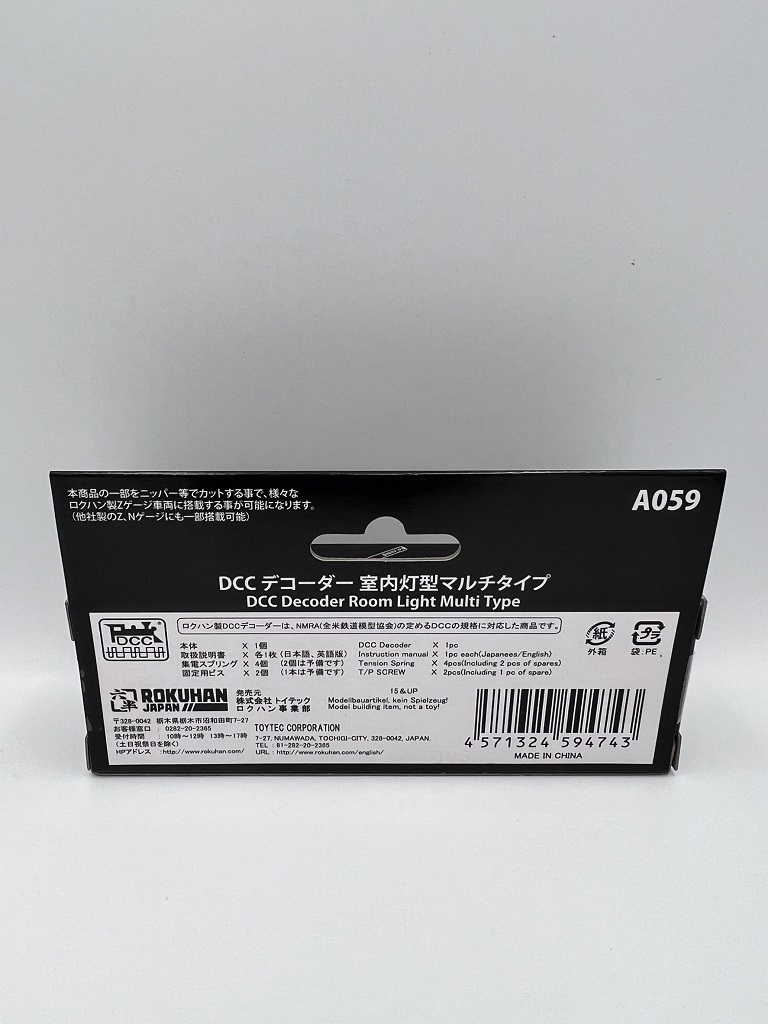 本商品の一部をニッパー等でカットする事で、様々な
ロクハン製Zゲージ車両に搭載する事が可能になります。
(他社製のZ、Nゲージにも一部搭載可能)
A059
DCC デコーダー 室内灯型マルチタイプ
DCC Decoder Room Light Multi Type
DCC
ロクハン製DCCデコーダーは、NMRA(全米鉄道模型協会)の定めるDCCの規格に対応した商品です。
本体 X 1個 DCC Decoder X 1pc
取扱説明書 X 各1枚 (日本語、英語版) Instruction manual X 1pc each(Japanees/English)
集電スプリング X 4個 (2個は予備です) Tension Spring X 4pcs(Including 2 pcs of spares)
固定用ビス X 2個 (1本は予備です) T/P SCREW X 2pcs(Including 1 pc of spare)
紙
外箱
プラ
袋:PE
六半 ROKUHAN
JAPAN
発売元
株式会社 トイテック
ロクハン事業部
15&UP
Modellbauartikel, kein Spielzeug!
Model building item, not a toy!
〒328-0042 栃木県栃木市沼和田町7-27
お客様窓口 : 0282-20-2365
受付時間 : 10時〜12時 13時〜17時
(土日祝祭日を除く)
HPアドレス :http://www.rokuhan.com/
TOYTEC CORPORATION
7-27, NUMAWADA, TOCHIGI-CITY, 328-0042, JAPAN.
TEL : 81-282-20-2365
URL : http://www.rokuhan.com/english/
4 571324 594743
MADE IN CHINA